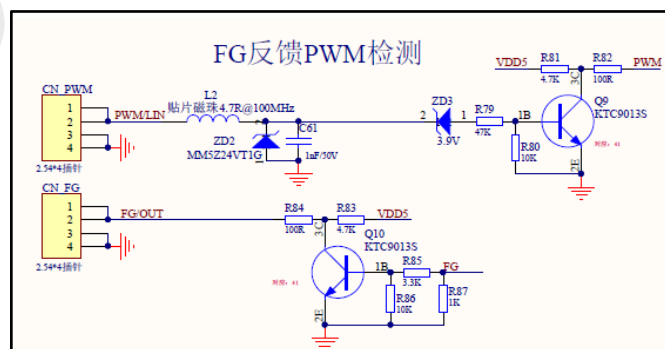 FG反馈PWM检测
VDD5
R81
4.7K
R82
100R
PWM
CN_PWM
1
2
3
4
2.54*4插针
PWM/LIN
L2
贴片磁珠4.7R@100MHz
ZD2
MM5Z24VT1G
C61
1nF/50V
2
ZD3
1
3.9V
R79
47K
1B
R80
10K
3C
Q9
KTC9013S
2E
CN_FG
1
2
3
4
2.54*4插针
FG/OUT
R84
100R
R83
4.7K
VDD5
3C
Q10
KTC9013S
1B
R85
3.3K
FG
R86
10K
R87
1K
2E